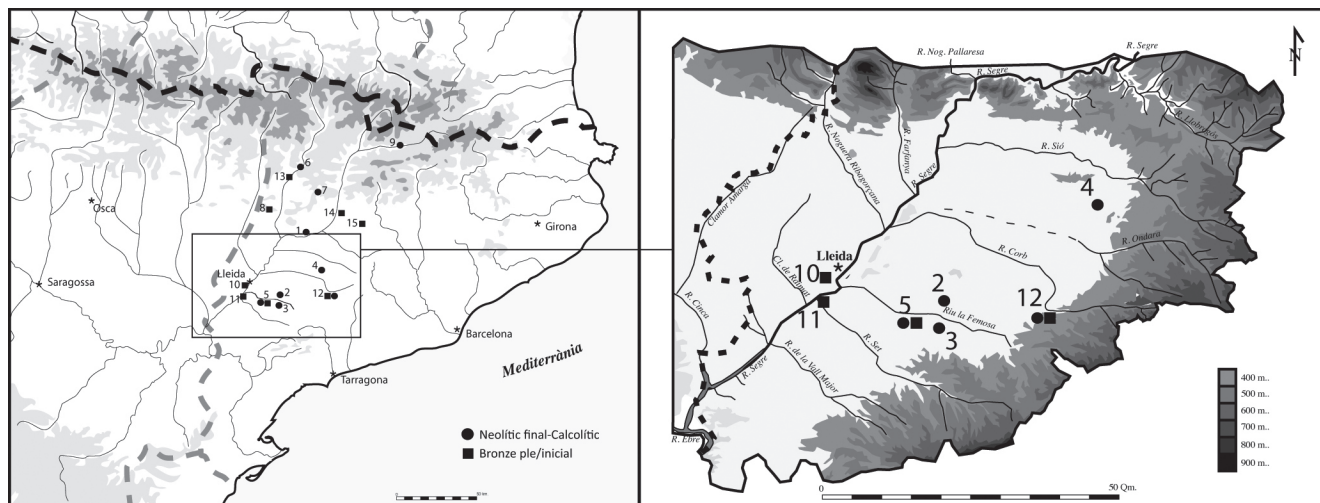 9
6
13
7
8
14
15
1
Osca
Girona
4
Lleida
10
11
5
2
3
12
Saragossa
Barcelona
Mediterrània
Tarragona
Neolític final-Calcolític
Bronze ple/inicial
R. Nog. Pallaresa
R. Segre
R. Segre
N
R. Llobregós
R. Noguera Ribagorçana
R. Farfanya
R. Sió
R. Segre
4
Clamor Amarga
R. Ondara
R. Corb
Lleida
10
Cl. de Raimat
2
Riu la Femosa
12
11
5
3
R. Cinca
R. Set
R. de la Vall Major
R. Segre
R. Ebre
400 m..
500 m..
600 m..
700 m..
800 m..
900 m..
0
50 Qm.